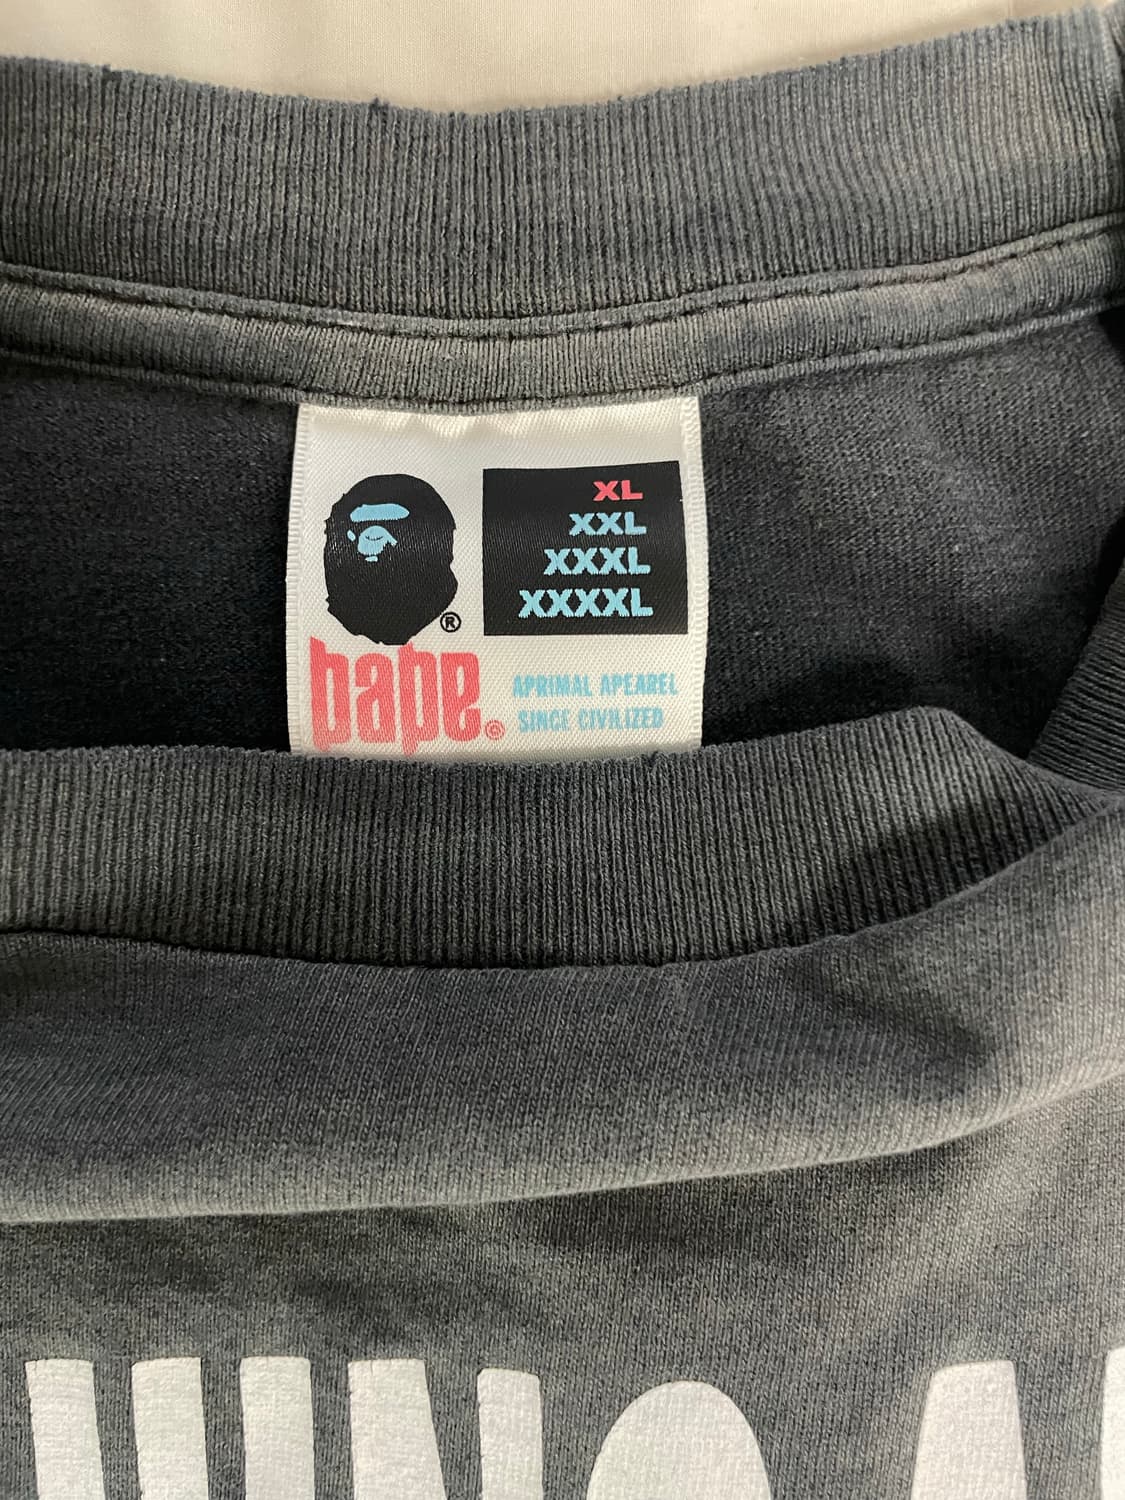 XL
XXL
XXXL
XXXXL
®
bape©
APRIMAL APEAREL
SINCE CIVILIZED